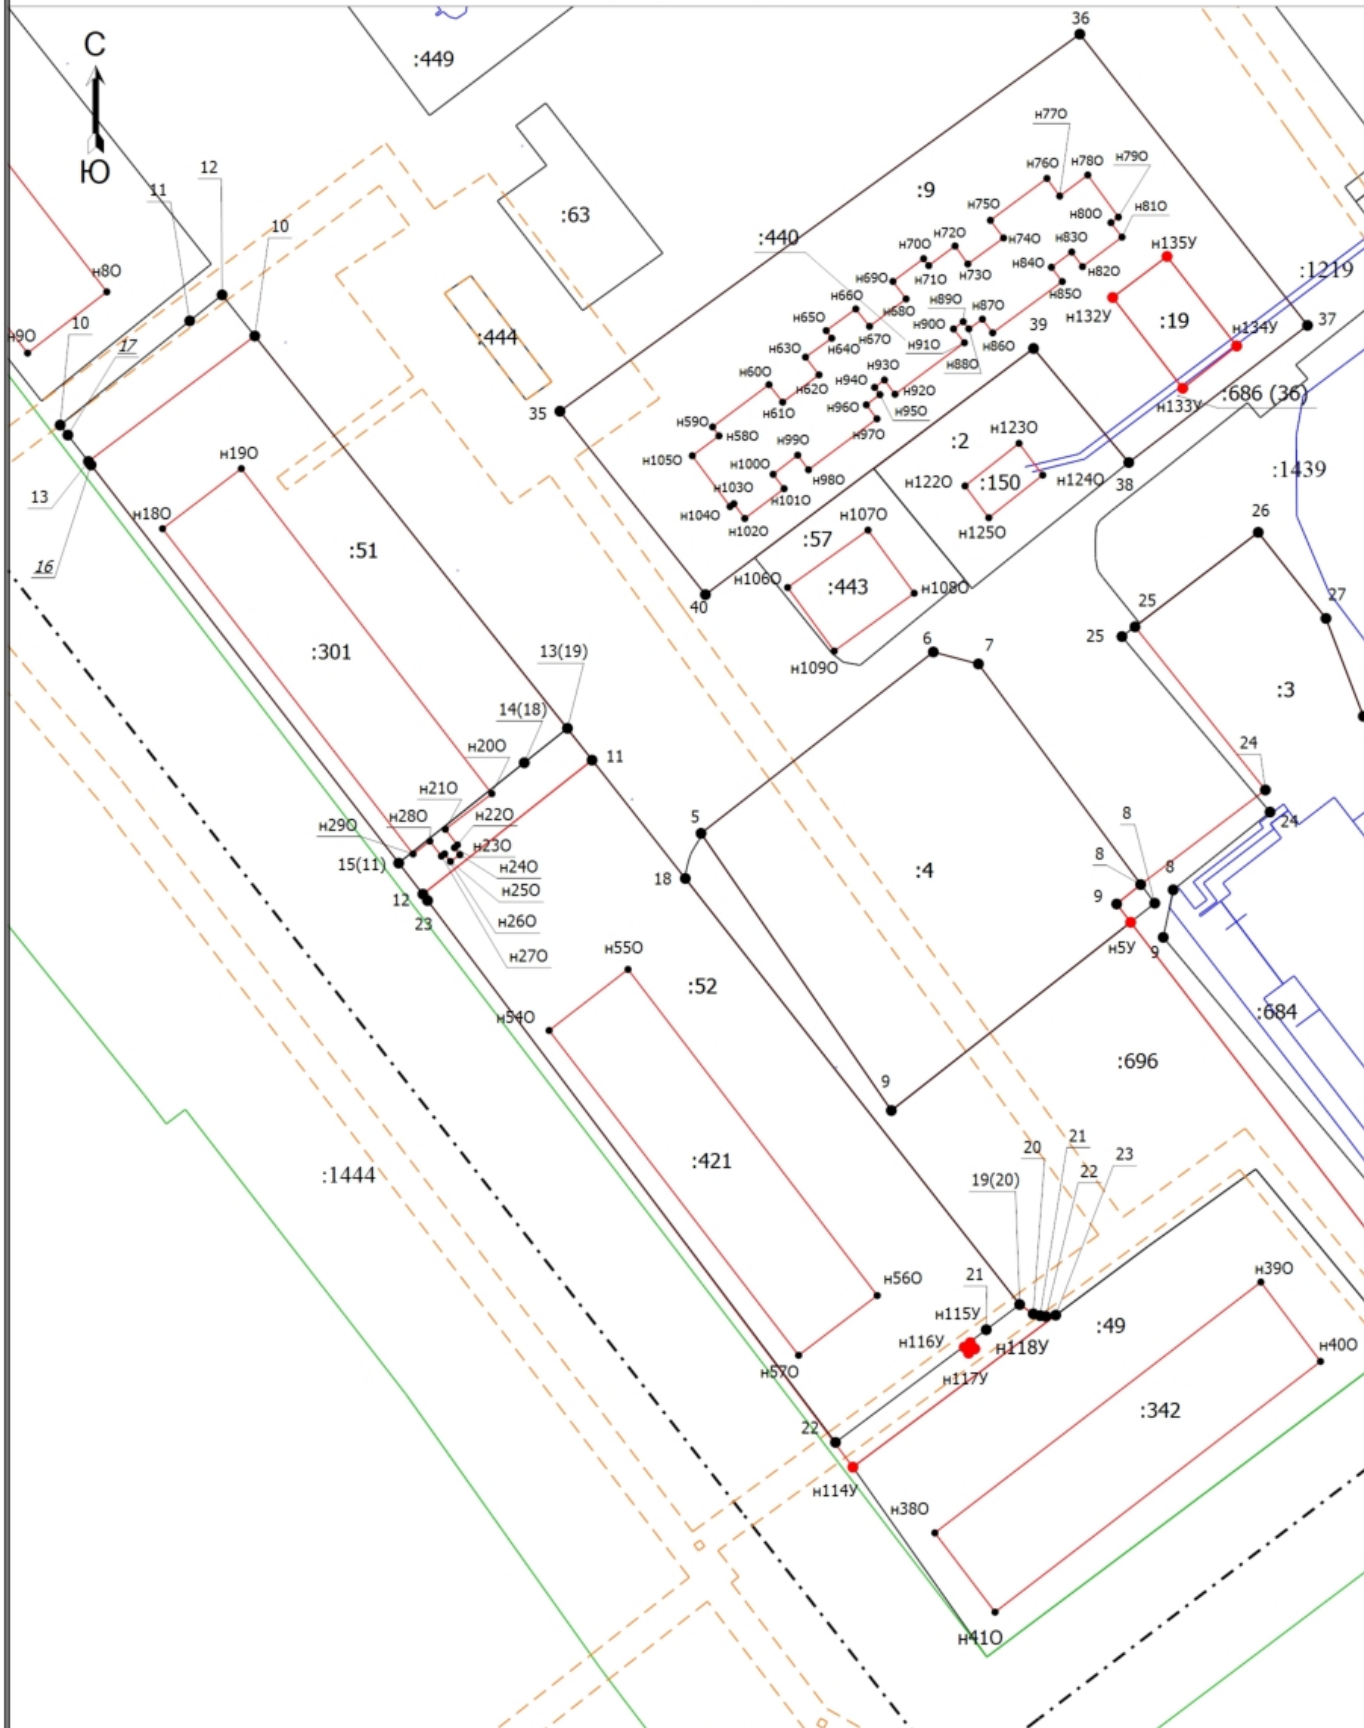 36
С
:449
н77О
Ю
12
11
н76О
н78О
н79О
:9
:63
н75О
н80О
н81О
10
:440
н72О
н74О
н83О
н135У
н70О
н71О
н73О
н84О
н82О
:1219
н8О
н69О
н85О
н132У
н66О
н68О
н89О
н87О
:19
37
10
17
н65О
н67О
н90О
39
н134У
н9О
:444
н64О
н91О
н86О
н63О
н88О
н93О
н60О
н62О
н94О
н92О
:686 (36)
35
н61О
н96О
н95О
н133У
н59О
н97О
н123О
н58О
н99О
:2
н19О
н105О
н100О
н98О
:1439
13
н103О
н101О
н122О
:150
н124О
38
н18О
н104О
н102О
н107О
26
н125О
:51
:57
16
н106О
:443
н108О
40
27
25
6
7
25
:301
н109О
13(19)
:3
14(18)
24
н20О
11
н21О
5
24
н28О
н22О
8
н29О
н23О
8
8
15(11)
н24О
18
:4
12
н25О
9
23
н26О
н5У
9
н27О
н55О
:52
:684
н54О
:696
9
:421
21
20
23
:1444
19(20)
22
н56О
21
н39О
н115У
:49
н116У
н118У
н40О
н57О
н117У
:342
22
н114У
н38О
н41О